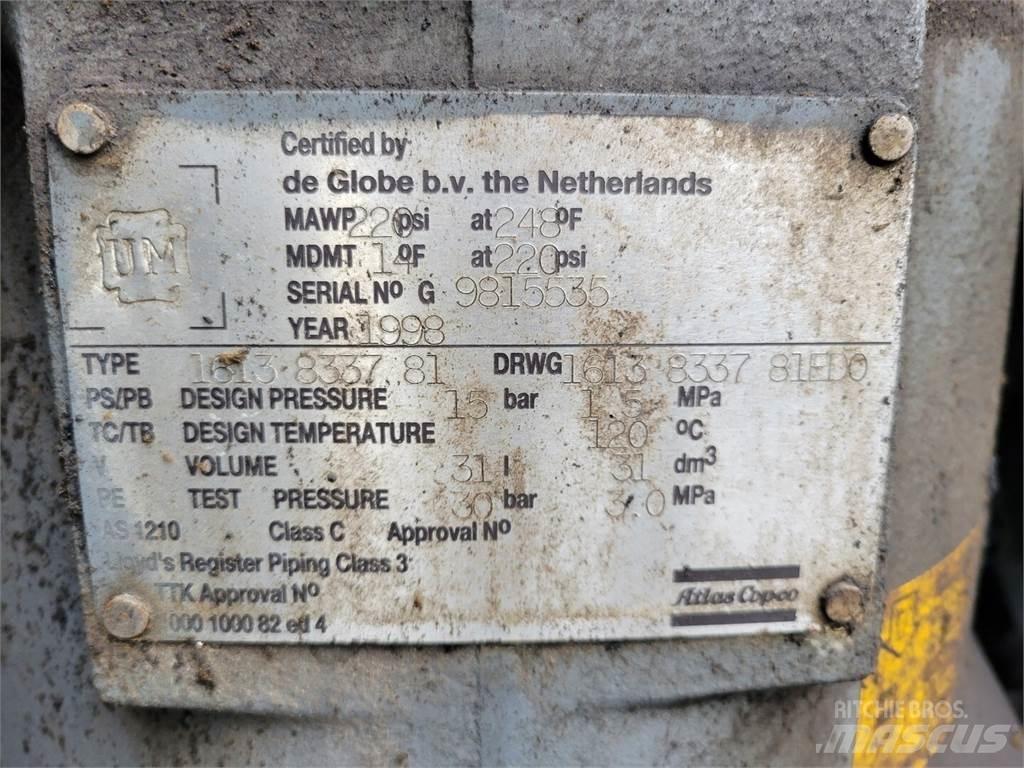 Certified by
de Globe b.v. the Netherlands
UM
MAWP 220 psi at 248 ºF
MDMT 14 ºF at 220 psi
SERIAL Nº G 9815535
YEAR 1998
TYPE 1613 8337 81 DRWG 1613 8337 81ED0
PS/PB DESIGN PRESSURE 15 bar 1.5 MPa
TC/TB DESIGN TEMPERATURE 120 ºC
V VOLUME 31 l 31 dm³
PE TEST PRESSURE 30 bar 3.0 MPa
AS 1210 Class C Approval Nº
Lloyd's Register Piping Class 3
TTK Approval Nº
000 1000 82 ed 4
Atlas Copco
RITCHIE BROS.
MASCUS